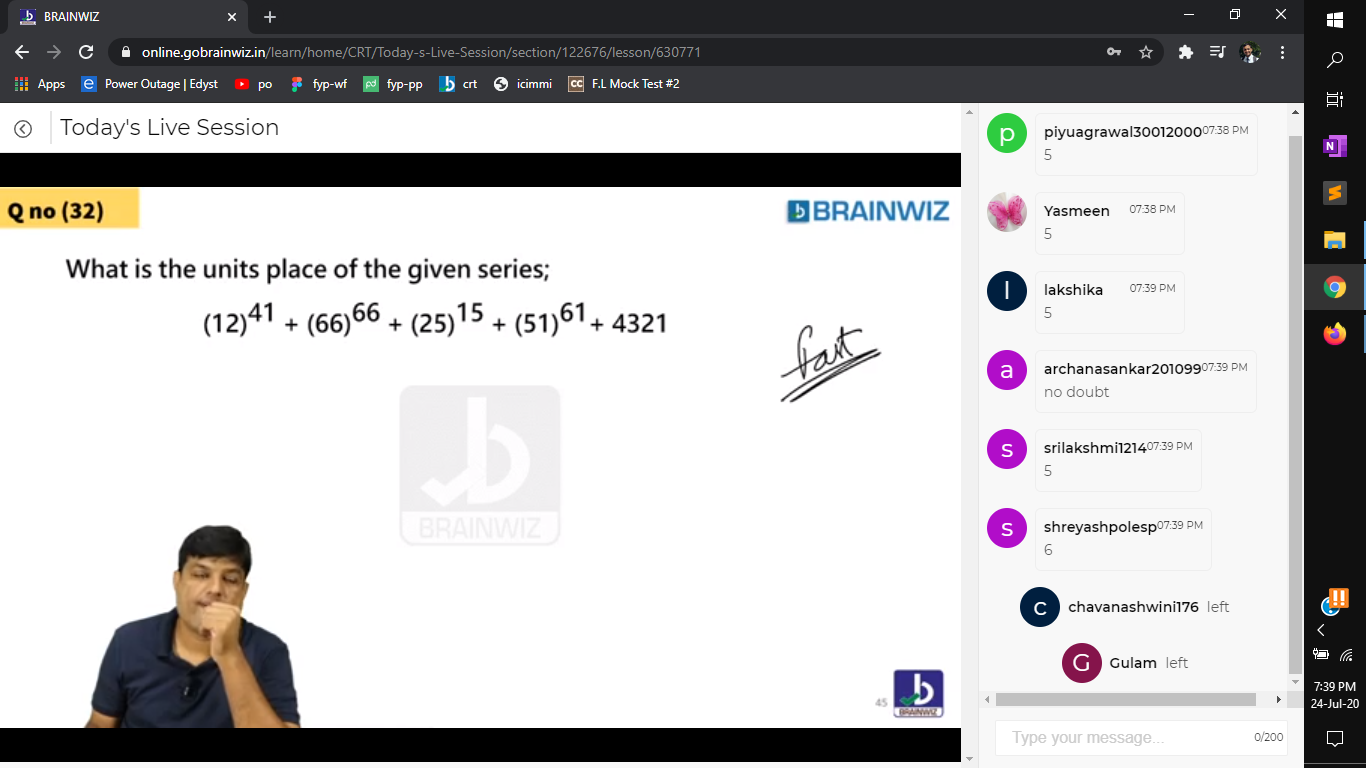 BRAINWIZ
online.gobrainwiz.in/learn/home/CRT/Today-s-Live-Session/section/122676/lesson/630771
Apps Power Outage | Edyst po fyp-wf fyp-pp crt icimmi F.L Mock Test #2
Today's Live Session
Q no (32)
BRAINWIZ
What is the units place of the given series;
(12)^41 + (66)^66 + (25)^15 + (51)^61 + 4321
fast
BRAINWIZ
45
BRAINWIZ
p piyuagrawal30012000 07:38 PM
5
Yasmeen 07:38 PM
5
l lakshika 07:39 PM
5
a archanasankar201099 07:39 PM
no doubt
s srilakshmi1214 07:39 PM
5
s shreyashpolesp 07:39 PM
6
c chavanashwini176 left
G Gulam left
Type your message... 0/200
7:39 PM
24-Jul-20